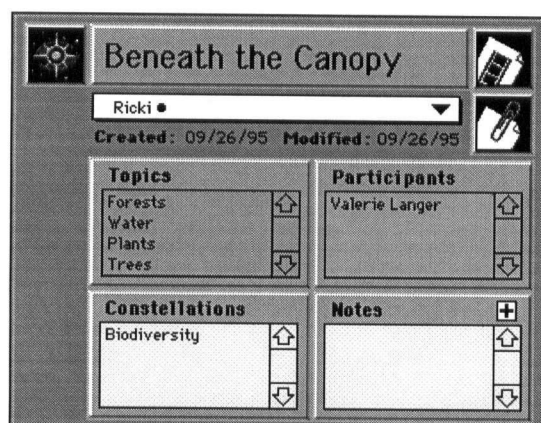 Beneath the Canopy
Ricki •
Created: 09/26/95 Modified: 09/26/95
Topics
Forests
Water
Plants
Trees
Participants
Valerie Langer
Constellations
Biodiversity
Notes